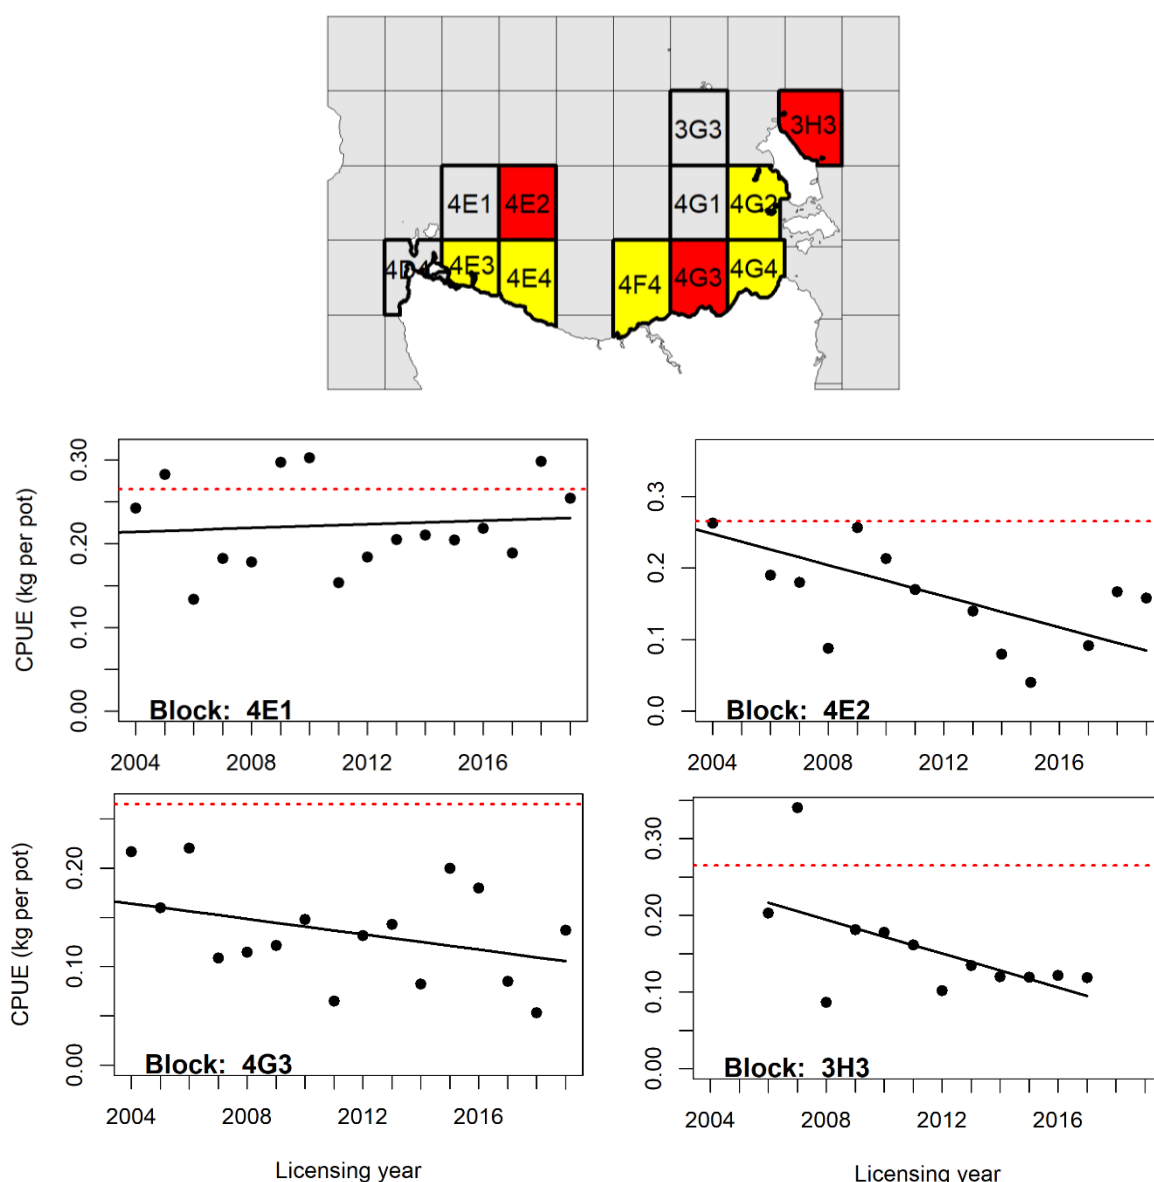 3G3
3H3
4E1
4E2
4G1
4G2
4E3
4E4
4F4
4G3
4G4
CPUE (kg per pot)
0.30
0.20
0.10
0.00
Block: 4E1
2004 2008 2012 2016
0.3
0.2
0.1
0.0
Block: 4E2
2004 2008 2012 2016
CPUE (kg per pot)
0.20
0.10
0.00
Block: 4G3
2004 2008 2012 2016
Licensing year
0.30
0.20
0.10
0.00
Block: 3H3
2004 2008 2012 2016
Licensing year